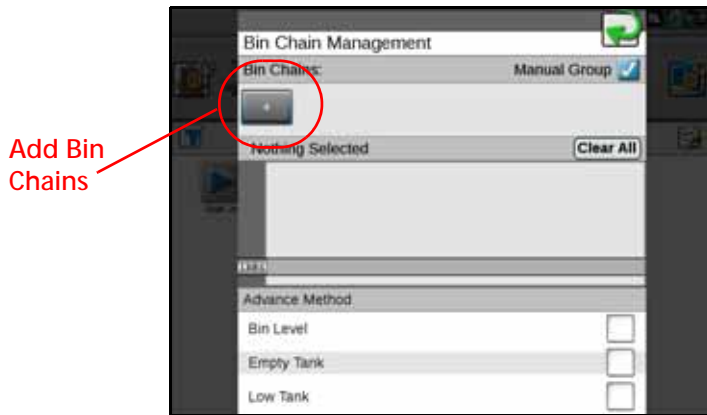 Bin Chain Management
Bin Chains: Manual Group
+
Add Bin
Chains
Nothing Selected Clear All
Advance Method
Bin Level
Empty Tank
Low Tank